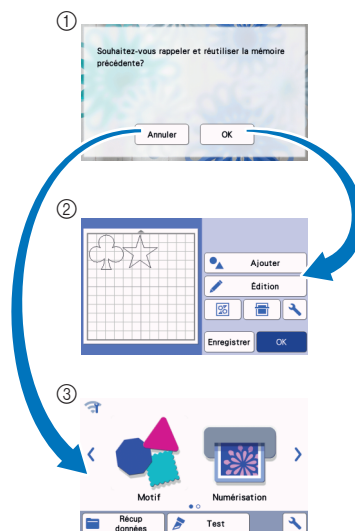 ①
Souhaitez-vous rappeler et réutiliser la mémoire
précédente?
Annuler OK
②
Ajouter
Édition
Enregistrer OK
③
Motif Numérisation
Récup
données Test